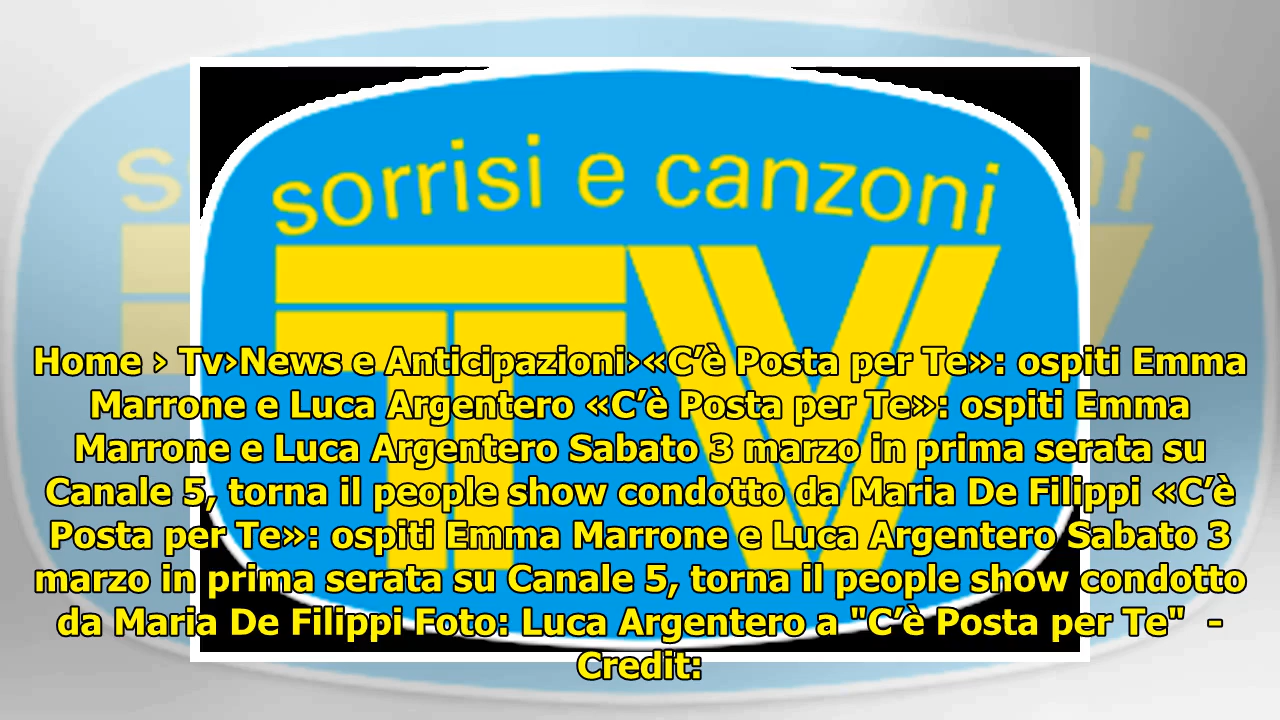 sorrisi e canzoni
TV
Home › Tv›News e Anticipazioni›«C’è Posta per Te»: ospiti Emma
Marrone e Luca Argentero «C’è Posta per Te»: ospiti Emma
Marrone e Luca Argentero Sabato 3 marzo in prima serata su
Canale 5, torna il people show condotto da Maria De Filippi «C’è
Posta per Te»: ospiti Emma Marrone e Luca Argentero Sabato 3
marzo in prima serata su Canale 5, torna il people show condotto
da Maria De Filippi Foto: Luca Argentero a "C’è Posta per Te"  -
Credit: